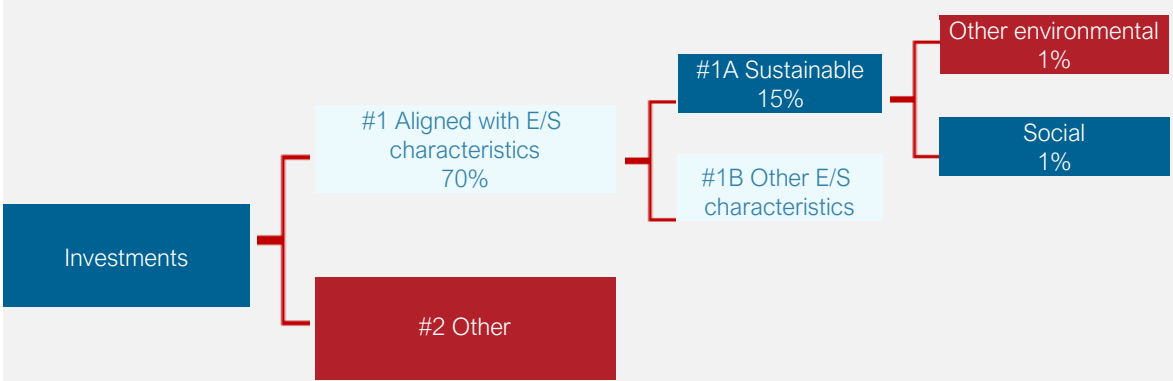 Investments
#1 Aligned with E/S
characteristics
70%
#2 Other
#1A Sustainable
15%
#1B Other E/S
characteristics
Other environmental
1%
Social
1%